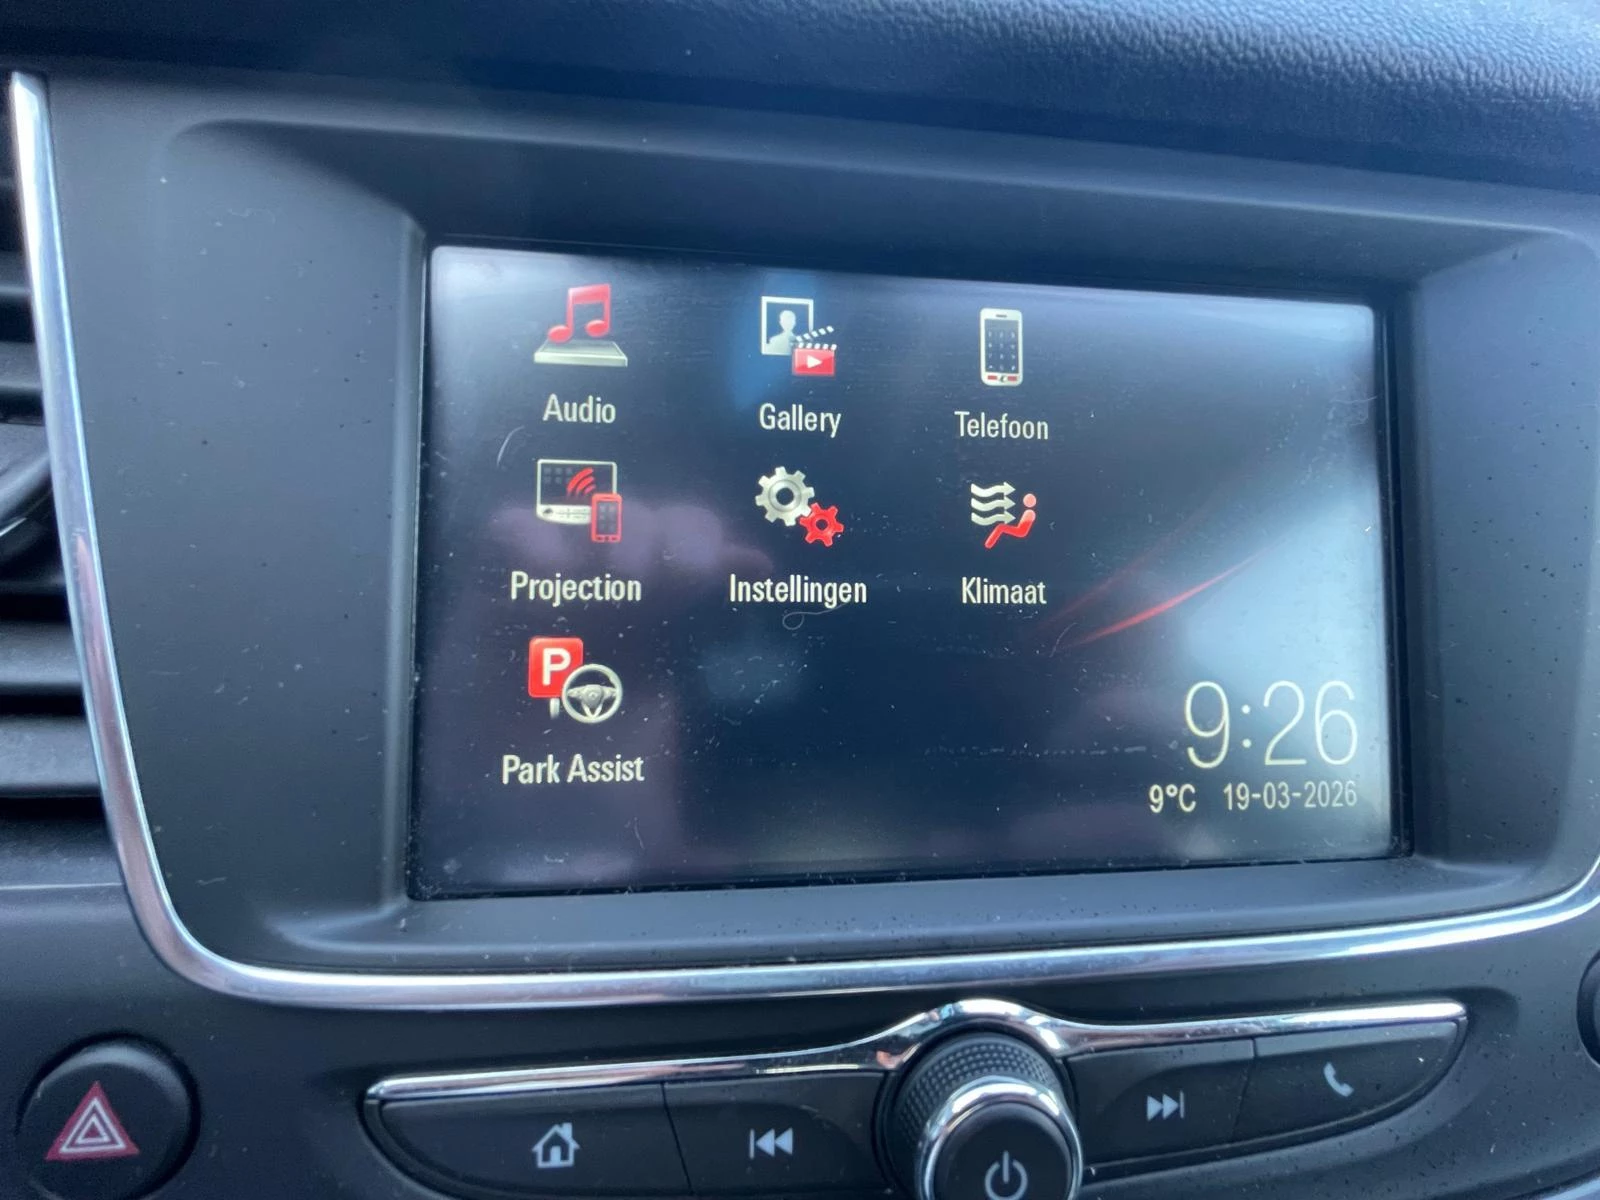 Audio
Gallery
Telefoon
Projection
Instellingen
Klimaat
P
Park Assist
9:26
9°C 19-03-2026